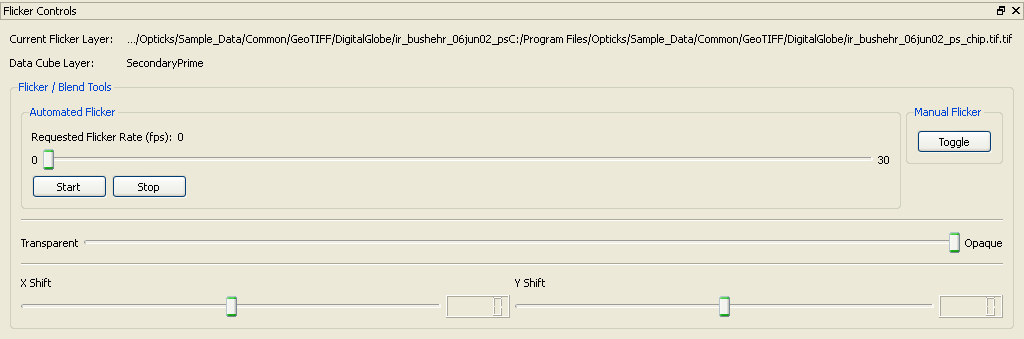 Flicker Controls
Current Flicker Layer: .../Opticks/Sample_Data/Common/GeoTIFF/DigitalGlobe/ir_bushehr_06jun02_psC:/Program Files/Opticks/Sample_Data/Common/GeoTIFF/DigitalGlobe/ir_bushehr_06jun02_ps_chip.tif.tif
Data Cube Layer: SecondaryPrime
Flicker / Blend Tools
Automated Flicker
Manual Flicker
Requested Flicker Rate (fps): 0
Toggle
0 30
Start Stop
Transparent Opaque
X Shift Y Shift